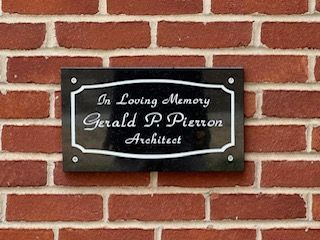 In Loving Memory
Gerald P. Pierron
Architect